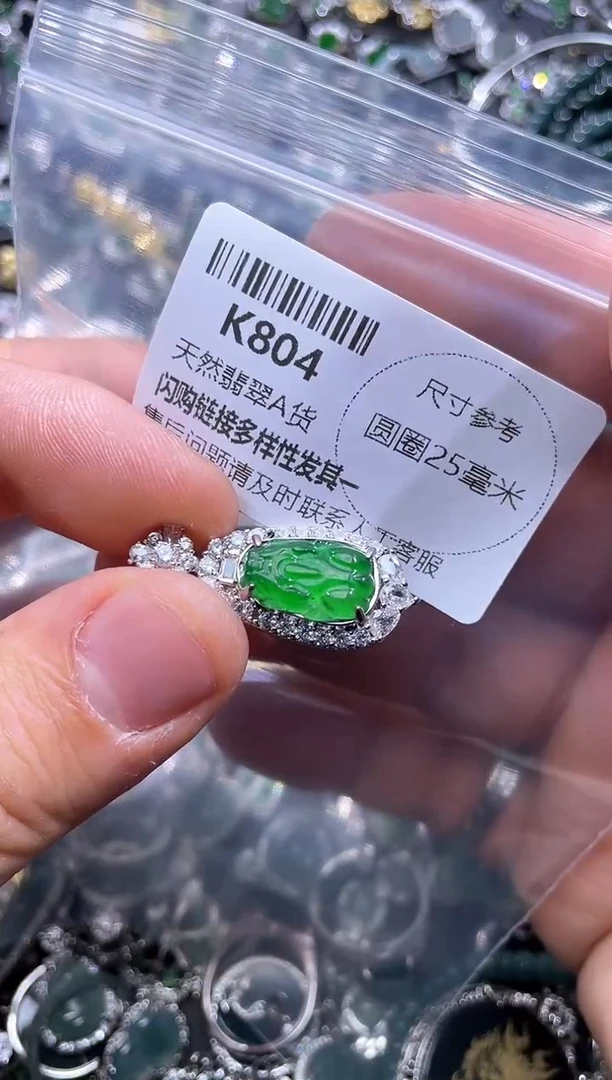 K804
天然翡翠A货
闪购链接多样性发其一
售后问题请及时联系人工客服
尺寸参考
圆圈25毫米